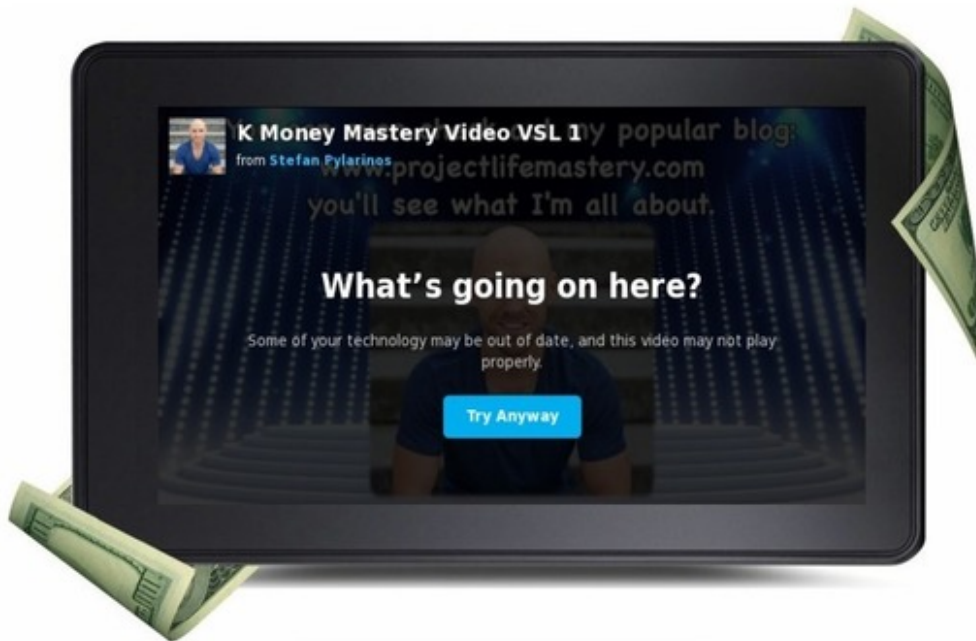 K Money Mastery Video VSL 1
from Stefan Pylarinos
my popular blog:
www.projectlifemastery.com
you'll see what I'm all about.
What's going on here?
Some of your technology may be out of date, and this video may not play
properly.
Try Anyway